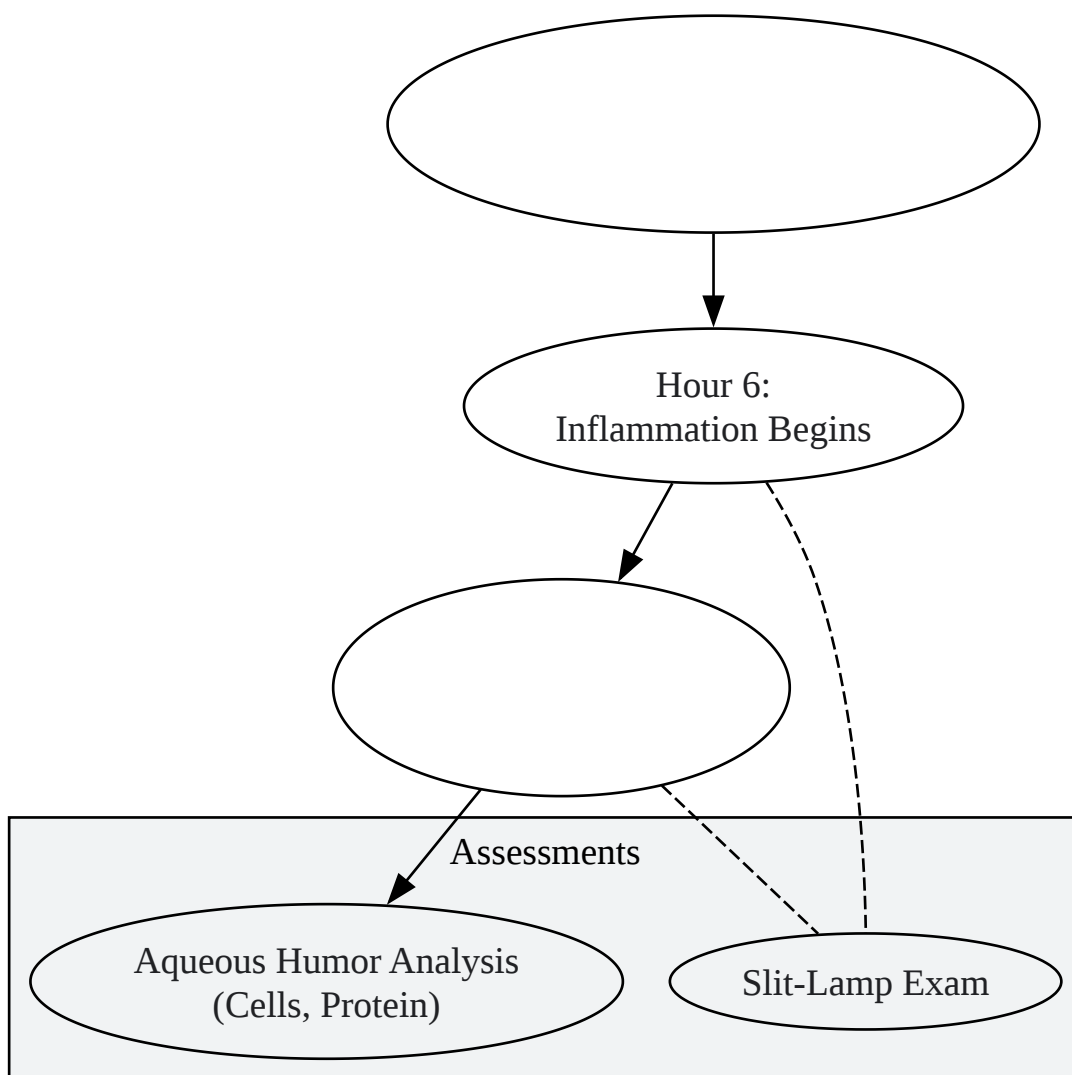 Hour 6:
Inflammation Begins
Assessments
Aqueous Humor Analysis
(Cells, Protein)
Slit-Lamp Exam